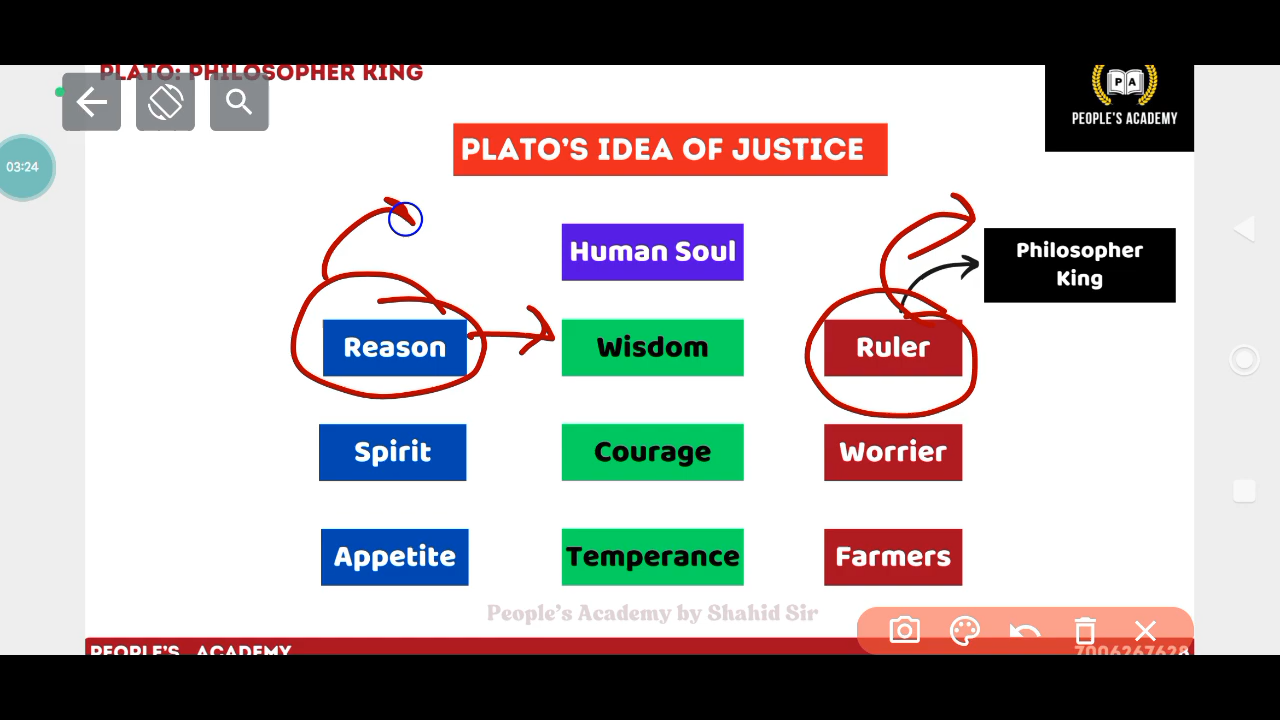 PLATO: PHILOSOPHER KING
P A
PEOPLE'S ACADEMY
03:24
PLATO'S IDEA OF JUSTICE
Human Soul
Philosopher
King
Reason Wisdom Ruler
Spirit Courage Worrier
Appetite Temperance Farmers
People's Academy by Shahid Sir
PEOPLE'S ACADEMY
7006267628